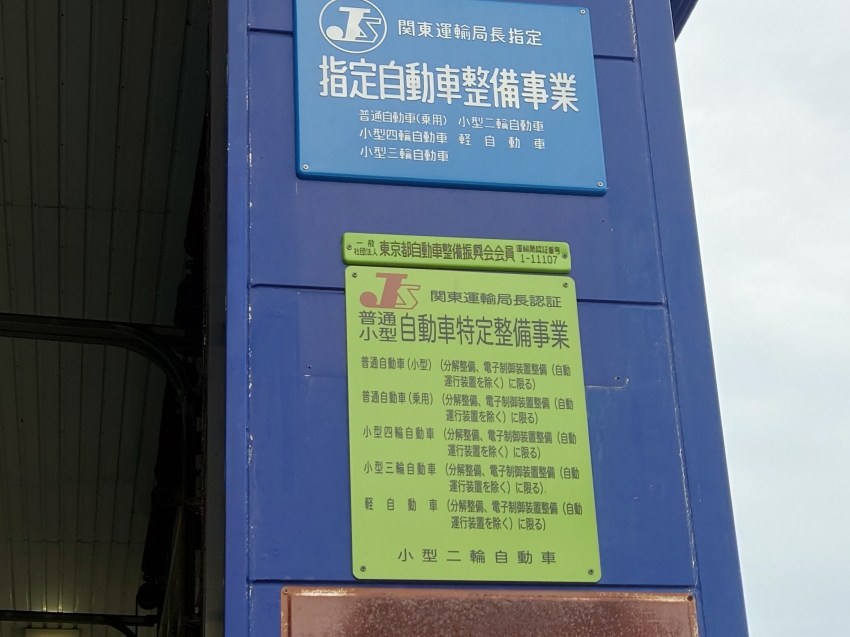 JS 関東運輸局長指定
指定自動車整備事業
普通自動車(乗用) 小型二輪自動車
小型四輪自動車 軽自動車
小型三輪自動車
一般社団法人 東京都自動車整備振興会会員 運輸局認証番号 1-11107
JS 関東運輸局長認証
普通小型 自動車特定整備事業
普通自動車(小型) (分解整備、電子制御装置整備(自動
運行装置を除く)に限る)
普通自動車(乗用) (分解整備、電子制御装置整備(自動
運行装置を除く)に限る)
小型四輪自動車 (分解整備、電子制御装置整備(自動
運行装置を除く)に限る)
小型三輪自動車 (分解整備、電子制御装置整備(自動
運行装置を除く)に限る)
軽自動車 (分解整備、電子制御装置整備(自動
運行装置を除く)に限る)
小型二輪自動車